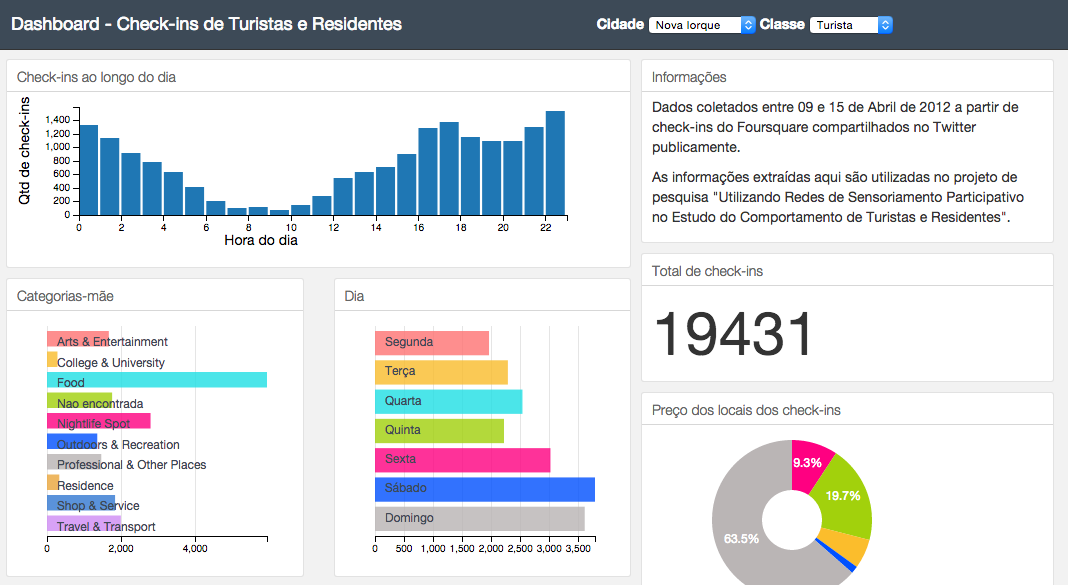 Dashboard - Check-ins de Turistas e Residentes
Cidade Nova Iorque Classe Turista
Check-ins ao longo do dia
Qtd de check-ins
1,400
1,200
1,000
800
600
400
200
0
0 2 4 6 8 10 12 14 16 18 20 22
Hora do dia
Informações
Dados coletados entre 09 e 15 de Abril de 2012 a partir de
check-ins do Foursquare compartilhados no Twitter
publicamente.
As informações extraídas aqui são utilizadas no projeto de
pesquisa "Utilizando Redes de Sensoriamento Participativo
no Estudo do Comportamento de Turistas e Residentes".
Total de check-ins
19431
Categorias-mãe
Arts & Entertainment
College & University
Food
Nao encontrada
Nightlife Spot
Outdoors & Recreation
Professional & Other Places
Residence
Shop & Service
Travel & Transport
0 2,000 4,000
Dia
Segunda
Terça
Quarta
Quinta
Sexta
Sábado
Domingo
0 500 1,000 1,500 2,000 2,500 3,000 3,500
Preço dos locais dos check-ins
9.3%
19.7%
63.5%